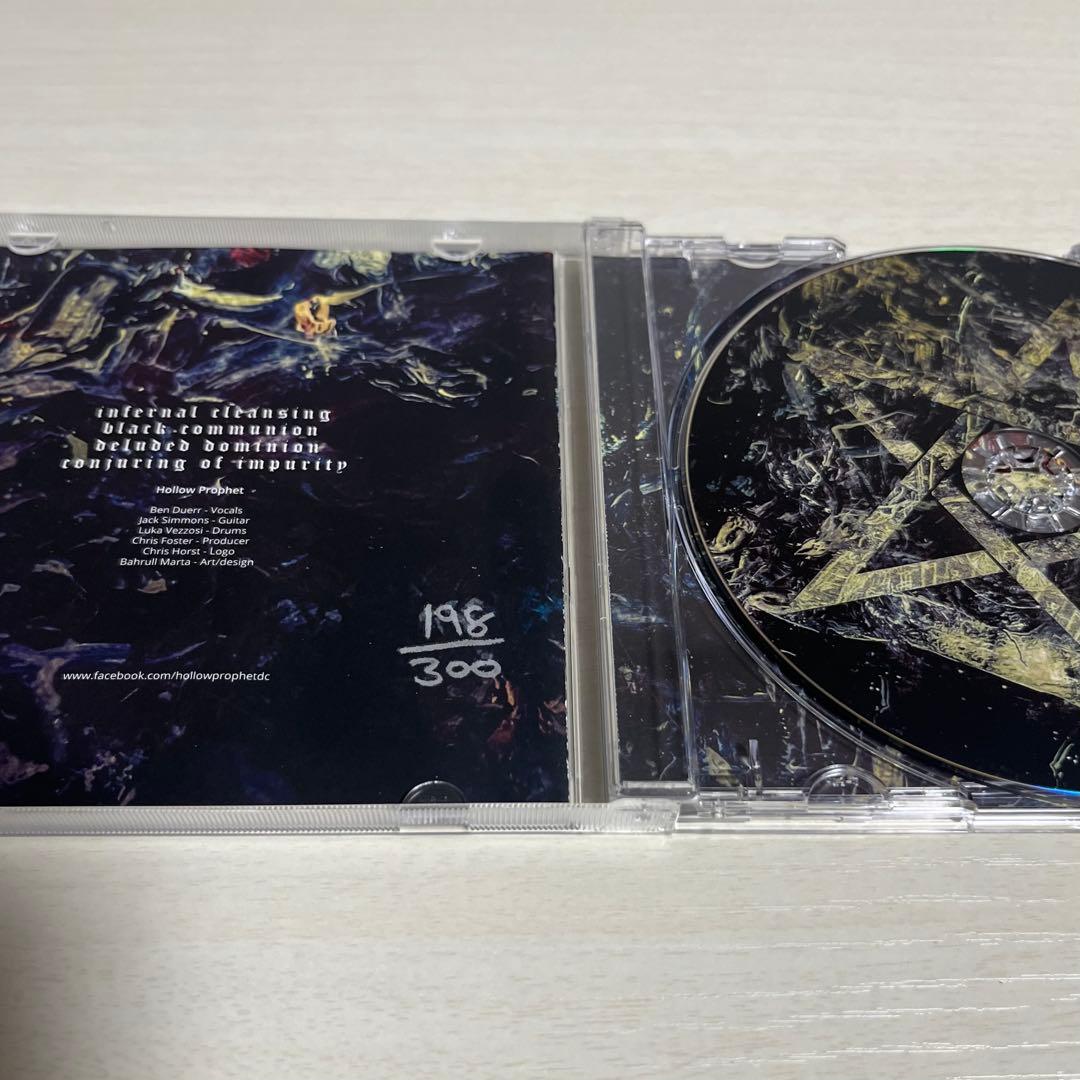 infernal cleansing
black communion
deluded dominion
conjuring of impurity
Hollow Prophet
Ben Duerr - Vocals
Jack Simmons - Guitar
Luka Vezzosi - Drums
Chris Foster - Producer
Chris Horst - Logo
Bahrull Marta - Art/design
198
300
www.facebook.com/hollowprophetdc